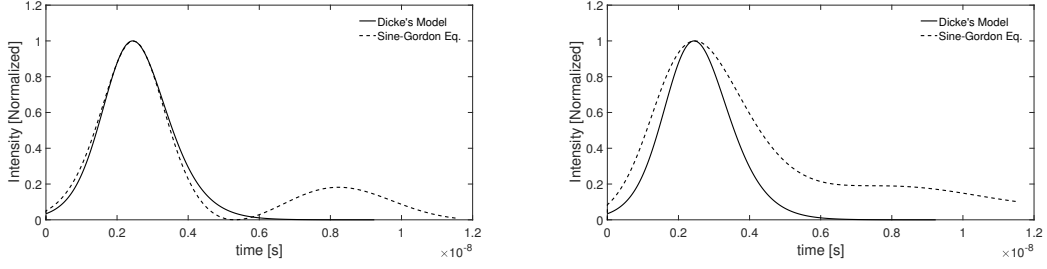 1.2
1
0.8
0.6
0.4
0.2
0
Intensity [Normalized]
Dicke's Model
Sine-Gordon Eq.
0 0.2 0.4 0.6 0.8 1 1.2
time [s]
×10⁻⁸
1.2
1
0.8
0.6
0.4
0.2
0
Intensity [Normalized]
Dicke's Model
Sine-Gordon Eq.
0 0.2 0.4 0.6 0.8 1 1.2
time [s]
×10⁻⁸